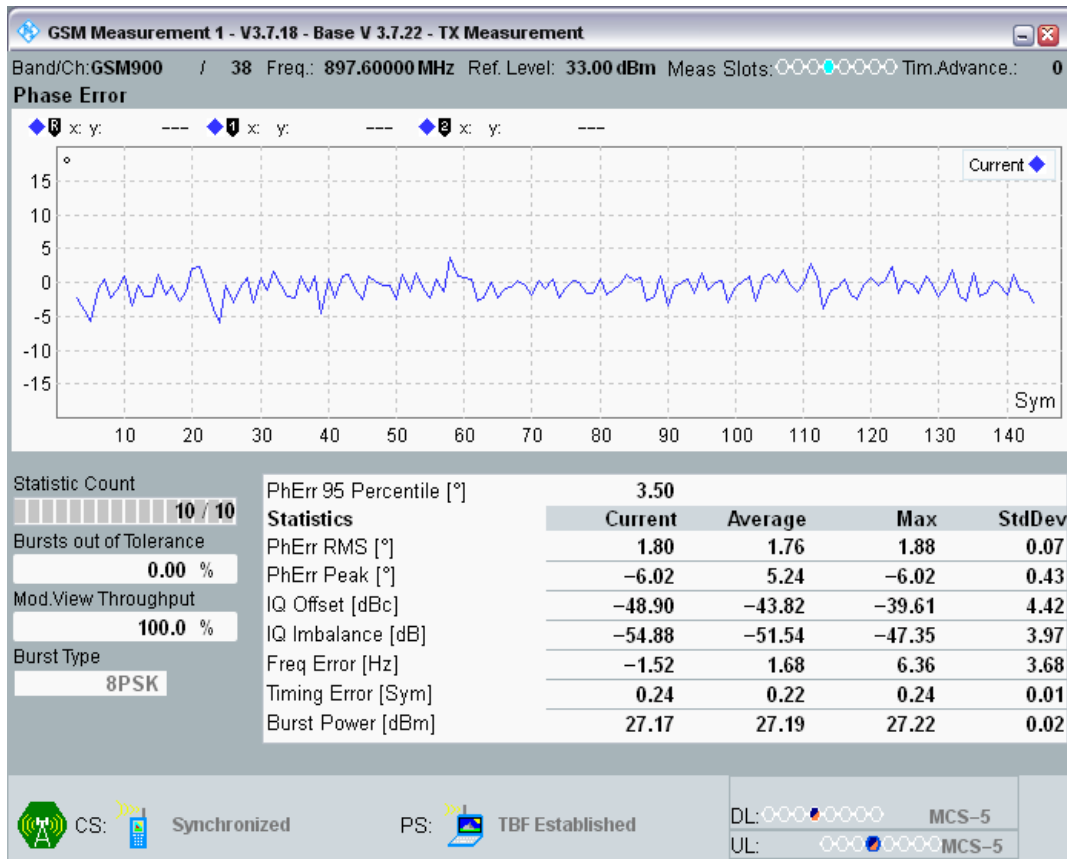 GSM Measurement 1 - V3.7.18 - Base V 3.7.22 - TX Measurement
Band/Ch:GSM900 / 38 Freq.: 897.60000 MHz Ref. Level: 33.00 dBm Meas Slots: Tim.Advance.: 0
Phase Error
R x: y: --- 1 x: y: --- 2 x: y: ---
°
Current
15
10
5
0
-5
-10
-15
Sym
10 20 30 40 50 60 70 80 90 100 110 120 130 140
Statistic Count
10 / 10
Bursts out of Tolerance
0.00 %
Mod.View Throughput
100.0 %
Burst Type
8PSK
PhErr 95 Percentile [°] 3.50
Statistics Current Average Max StdDev
PhErr RMS [°] 1.80 1.76 1.88 0.07
PhErr Peak [°] −6.02 5.24 −6.02 0.43
IQ Offset [dBc] −48.90 −43.82 −39.61 4.42
IQ Imbalance [dB] −54.88 −51.54 −47.35 3.97
Freq Error [Hz] −1.52 1.68 6.36 3.68
Timing Error [Sym] 0.24 0.22 0.24 0.01
Burst Power [dBm] 27.17 27.19 27.22 0.02
CS: Synchronized PS: TBF Established
DL: MCS−5
UL: MCS−5